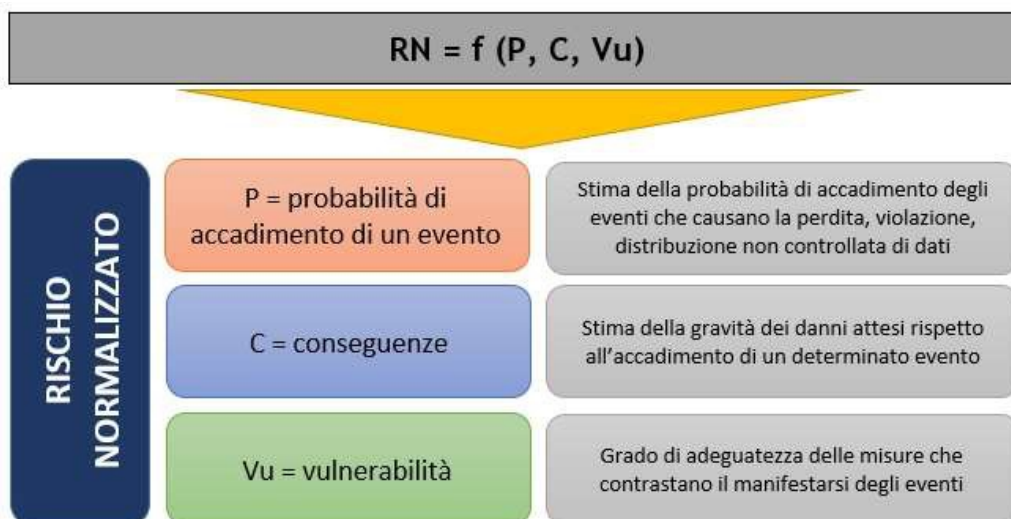 RN = f (P, C, Vu)
RISCHIO
NORMALIZZATO
P = probabilità di
accadimento di un evento
Stima della probabilità di accadimento degli
eventi che causano la perdita, violazione,
distribuzione non controllata di dati
C = conseguenze
Stima della gravità dei danni attesi rispetto
all'accadimento di un determinato evento
Vu = vulnerabilità
Grado di adeguatezza delle misure che
contrastano il manifestarsi degli eventi